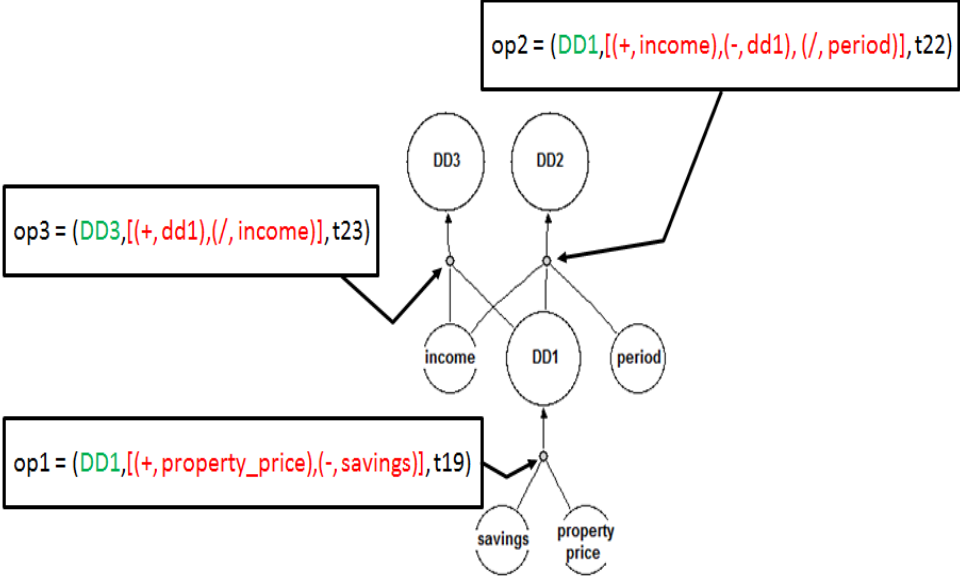 op2 = (DD1,[(+,income),(-,dd1), (/,period)],t22)
DD3
DD2
op3 = (DD3,[(+,dd1),(/,income)],t23)
income
DD1
period
op1 = (DD1,[(+,property_price),(-,savings)],t19)
savings
property
price